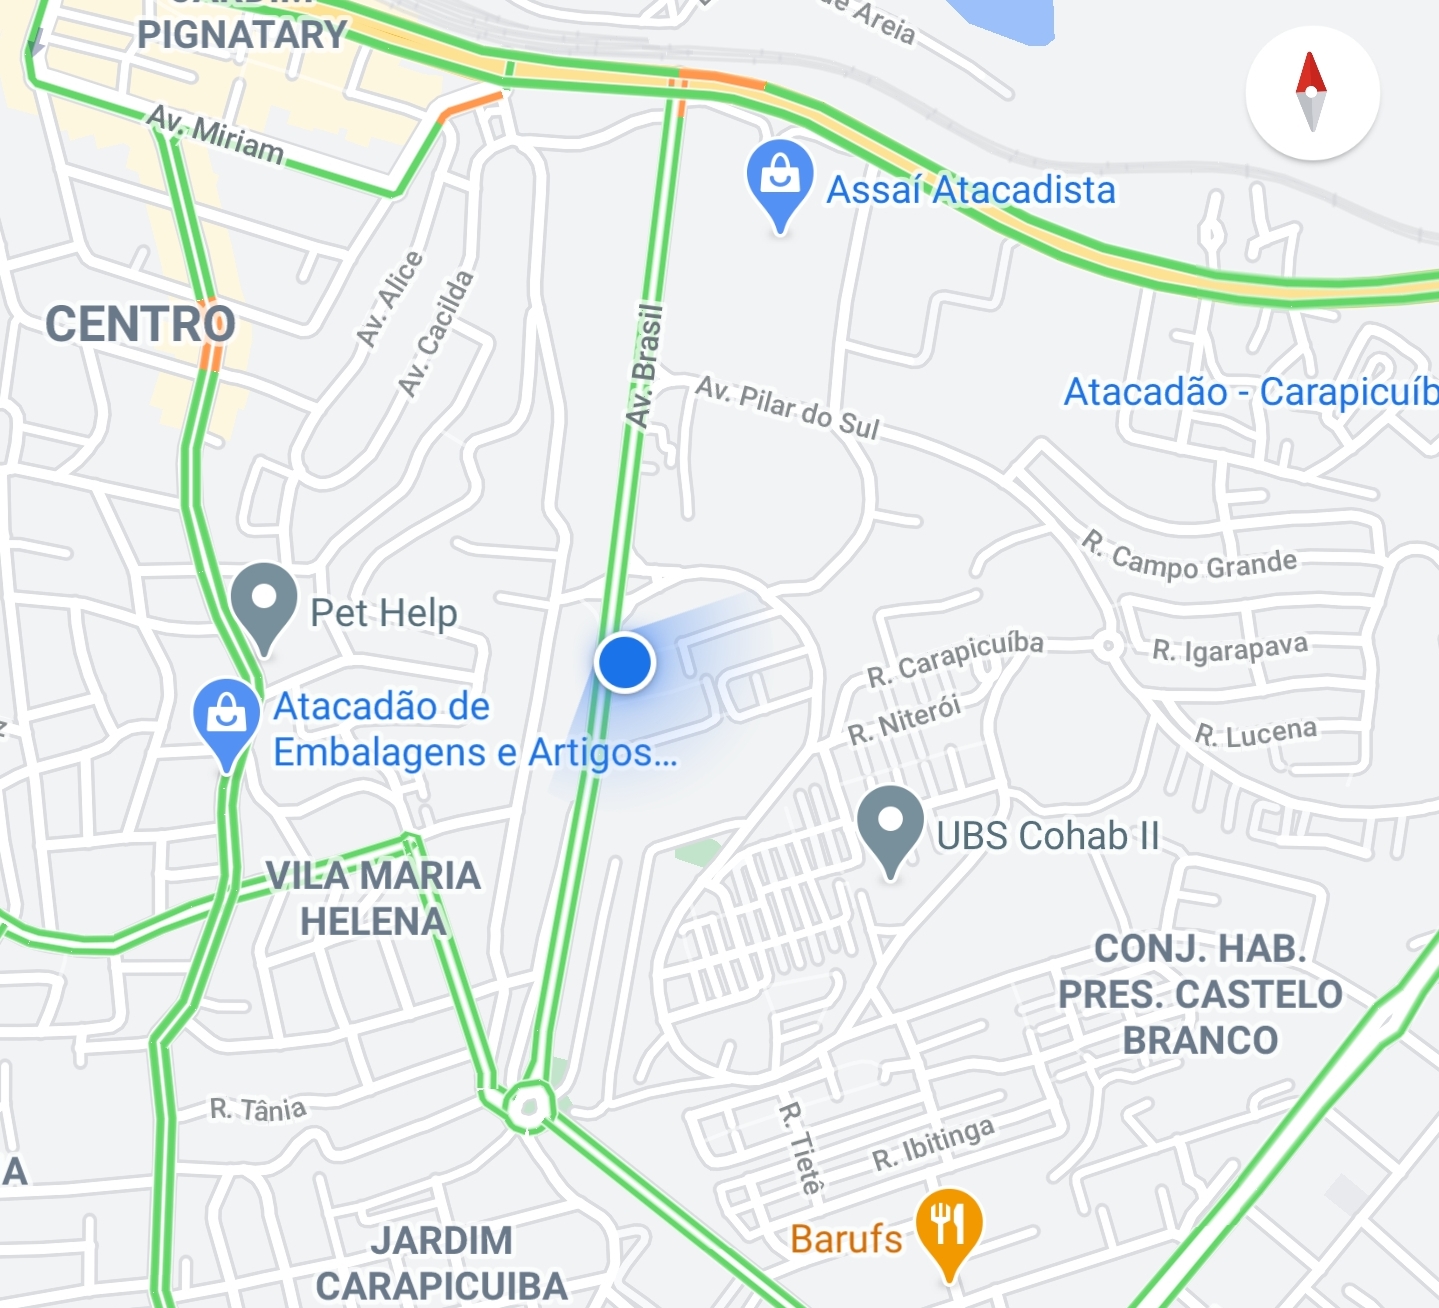 PIGNATARY
de Areia
Av. Miriam
Assaí Atacadista
CENTRO
Av. Alice
Av. Cacilda
Av. Brasil
Av. Pilar do Sul
Atacadão - Carapicuíb
R. Campo Grande
Pet Help
R. Carapicuíba
R. Igarapava
R. Niterói
R. Lucena
Atacadão de
Embalagens e Artigos...
UBS Cohab II
VILA MARIA
HELENA
CONJ. HAB.
PRES. CASTELO
BRANCO
R. Tânia
R. Tietê
R. Ibitinga
A
Barufs
JARDIM
CARAPICUIBA